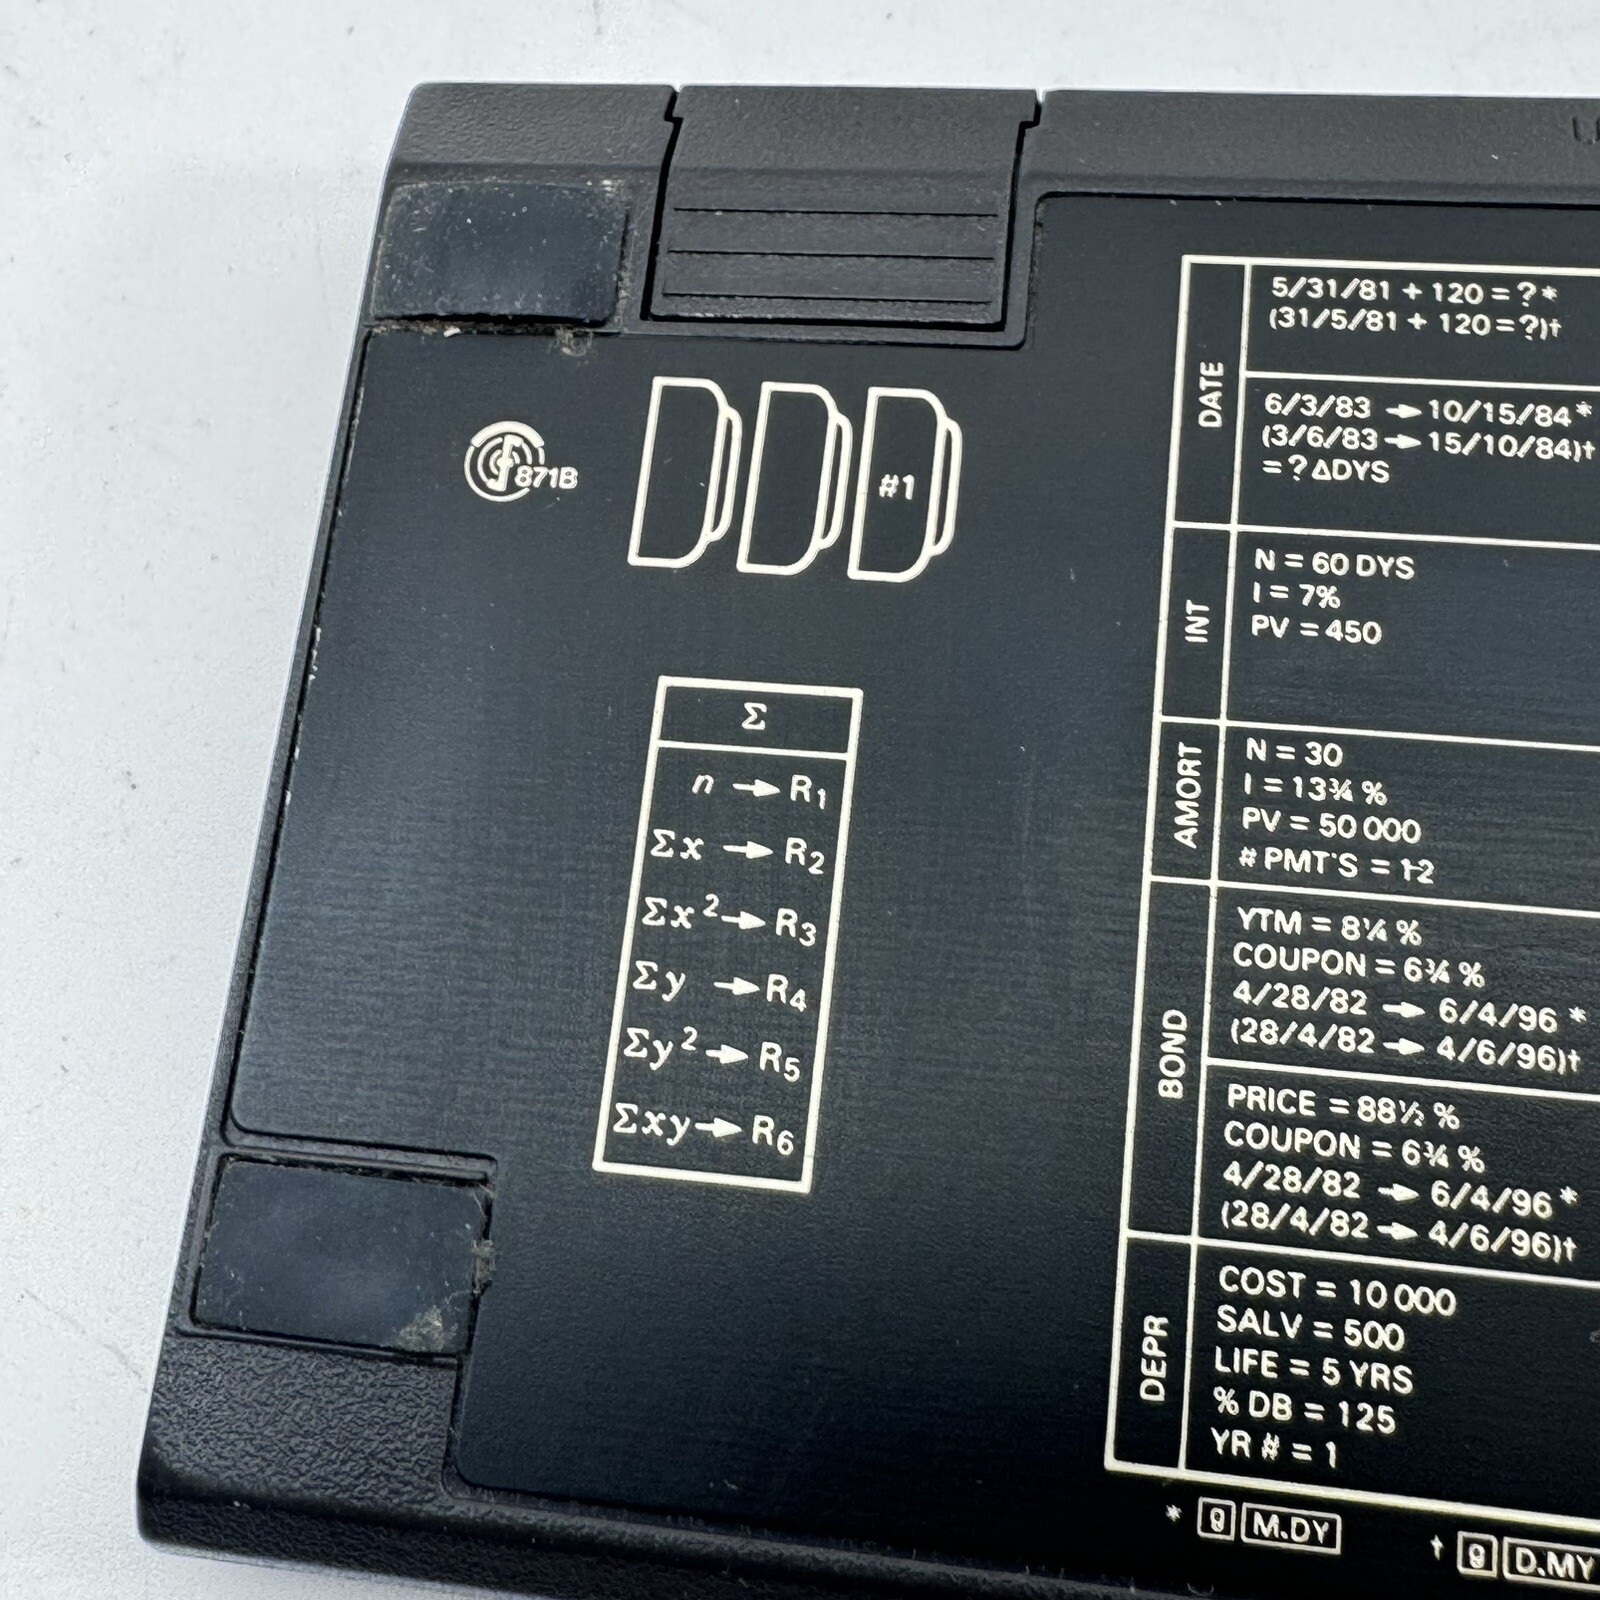 871B
#1
Σ
n → R1
Σx → R2
Σx² → R3
Σy → R4
Σy² → R5
Σxy → R6
DATE
5/31/81 + 120 = ? *
(31/5/81 + 120 = ?)†
6/3/83 → 10/15/84 *
(3/6/83 → 15/10/84)†
= ? ΔDYS
INT
N = 60 DYS
I = 7%
PV = 450
AMORT
N = 30
I = 13¾ %
PV = 50 000
# PMT'S = 1-2
BOND
YTM = 8¼ %
COUPON = 6¾ %
4/28/82 → 6/4/96 *
(28/4/82 → 4/6/96)†
PRICE = 88½ %
COUPON = 6¾ %
4/28/82 → 6/4/96 *
(28/4/82 → 4/6/96)†
DEPR
COST = 10 000
SALV = 500
LIFE = 5 YRS
% DB = 125
YR # = 1
* g M.DY
† g D.MY